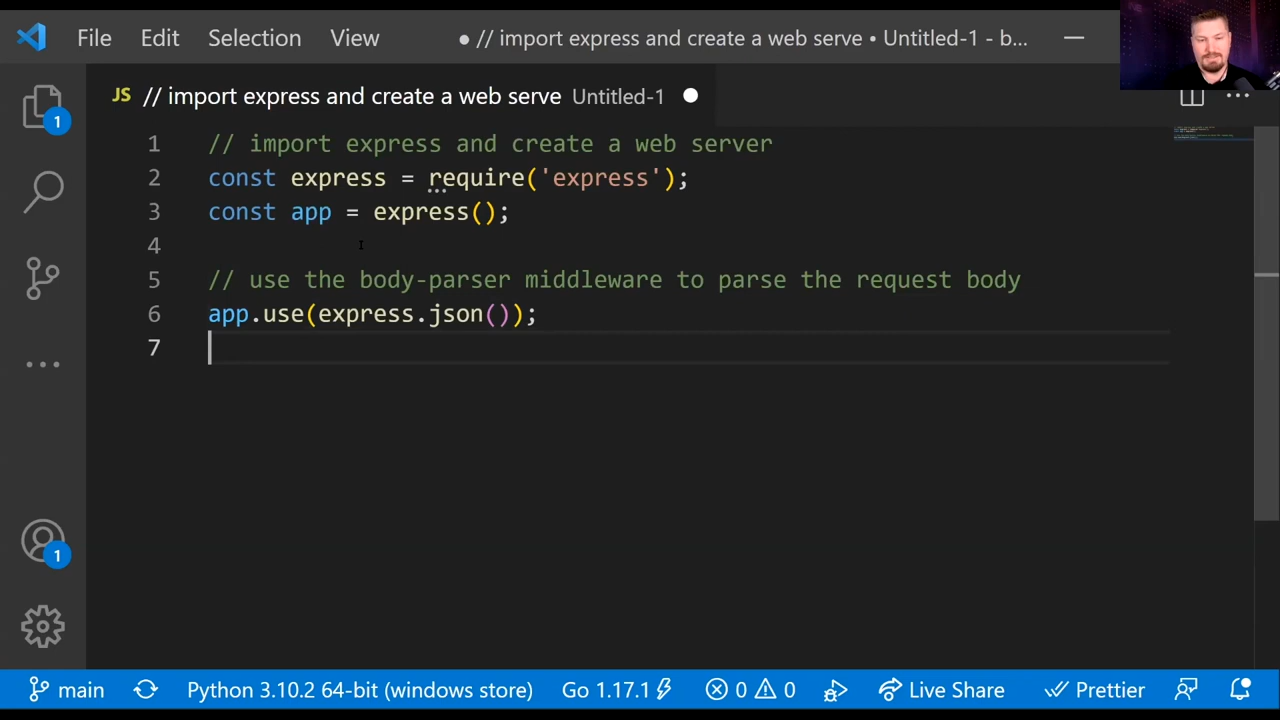 File Edit Selection View ● // import express and create a web serve • Untitled-1 - b...
JS // import express and create a web serve Untitled-1
1 // import express and create a web server
2 const express = require('express');
3 const app = express();
4
5 // use the body-parser middleware to parse the request body
6 app.use(express.json());
7
1
1
main Python 3.10.2 64-bit (windows store) Go 1.17.1 0 0 Live Share Prettier